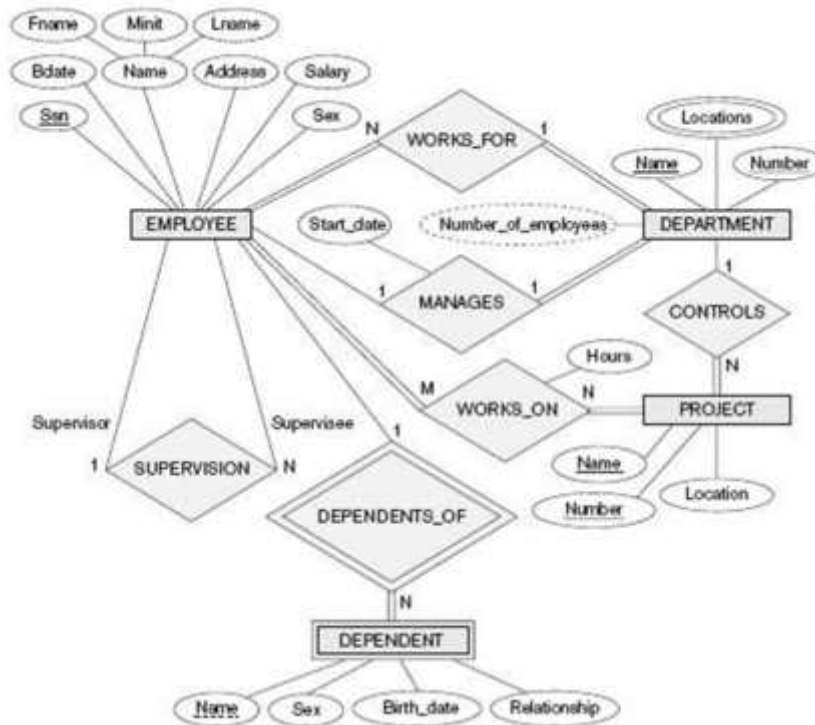 Fname
Minit
Lname
Bdate
Name
Address
Salary
Ssn
Sex
N
WORKS_FOR
1
Locations
Name
Number
EMPLOYEE
Start_date
Number_of_employees
DEPARTMENT
1
MANAGES
1
1
CONTROLS
Hours
N
M
WORKS_ON
N
PROJECT
Supervisor
Supervisee
1
1
SUPERVISION
N
Name
Number
Location
DEPENDENTS_OF
N
DEPENDENT
Name
Sex
Birth_date
Relationship